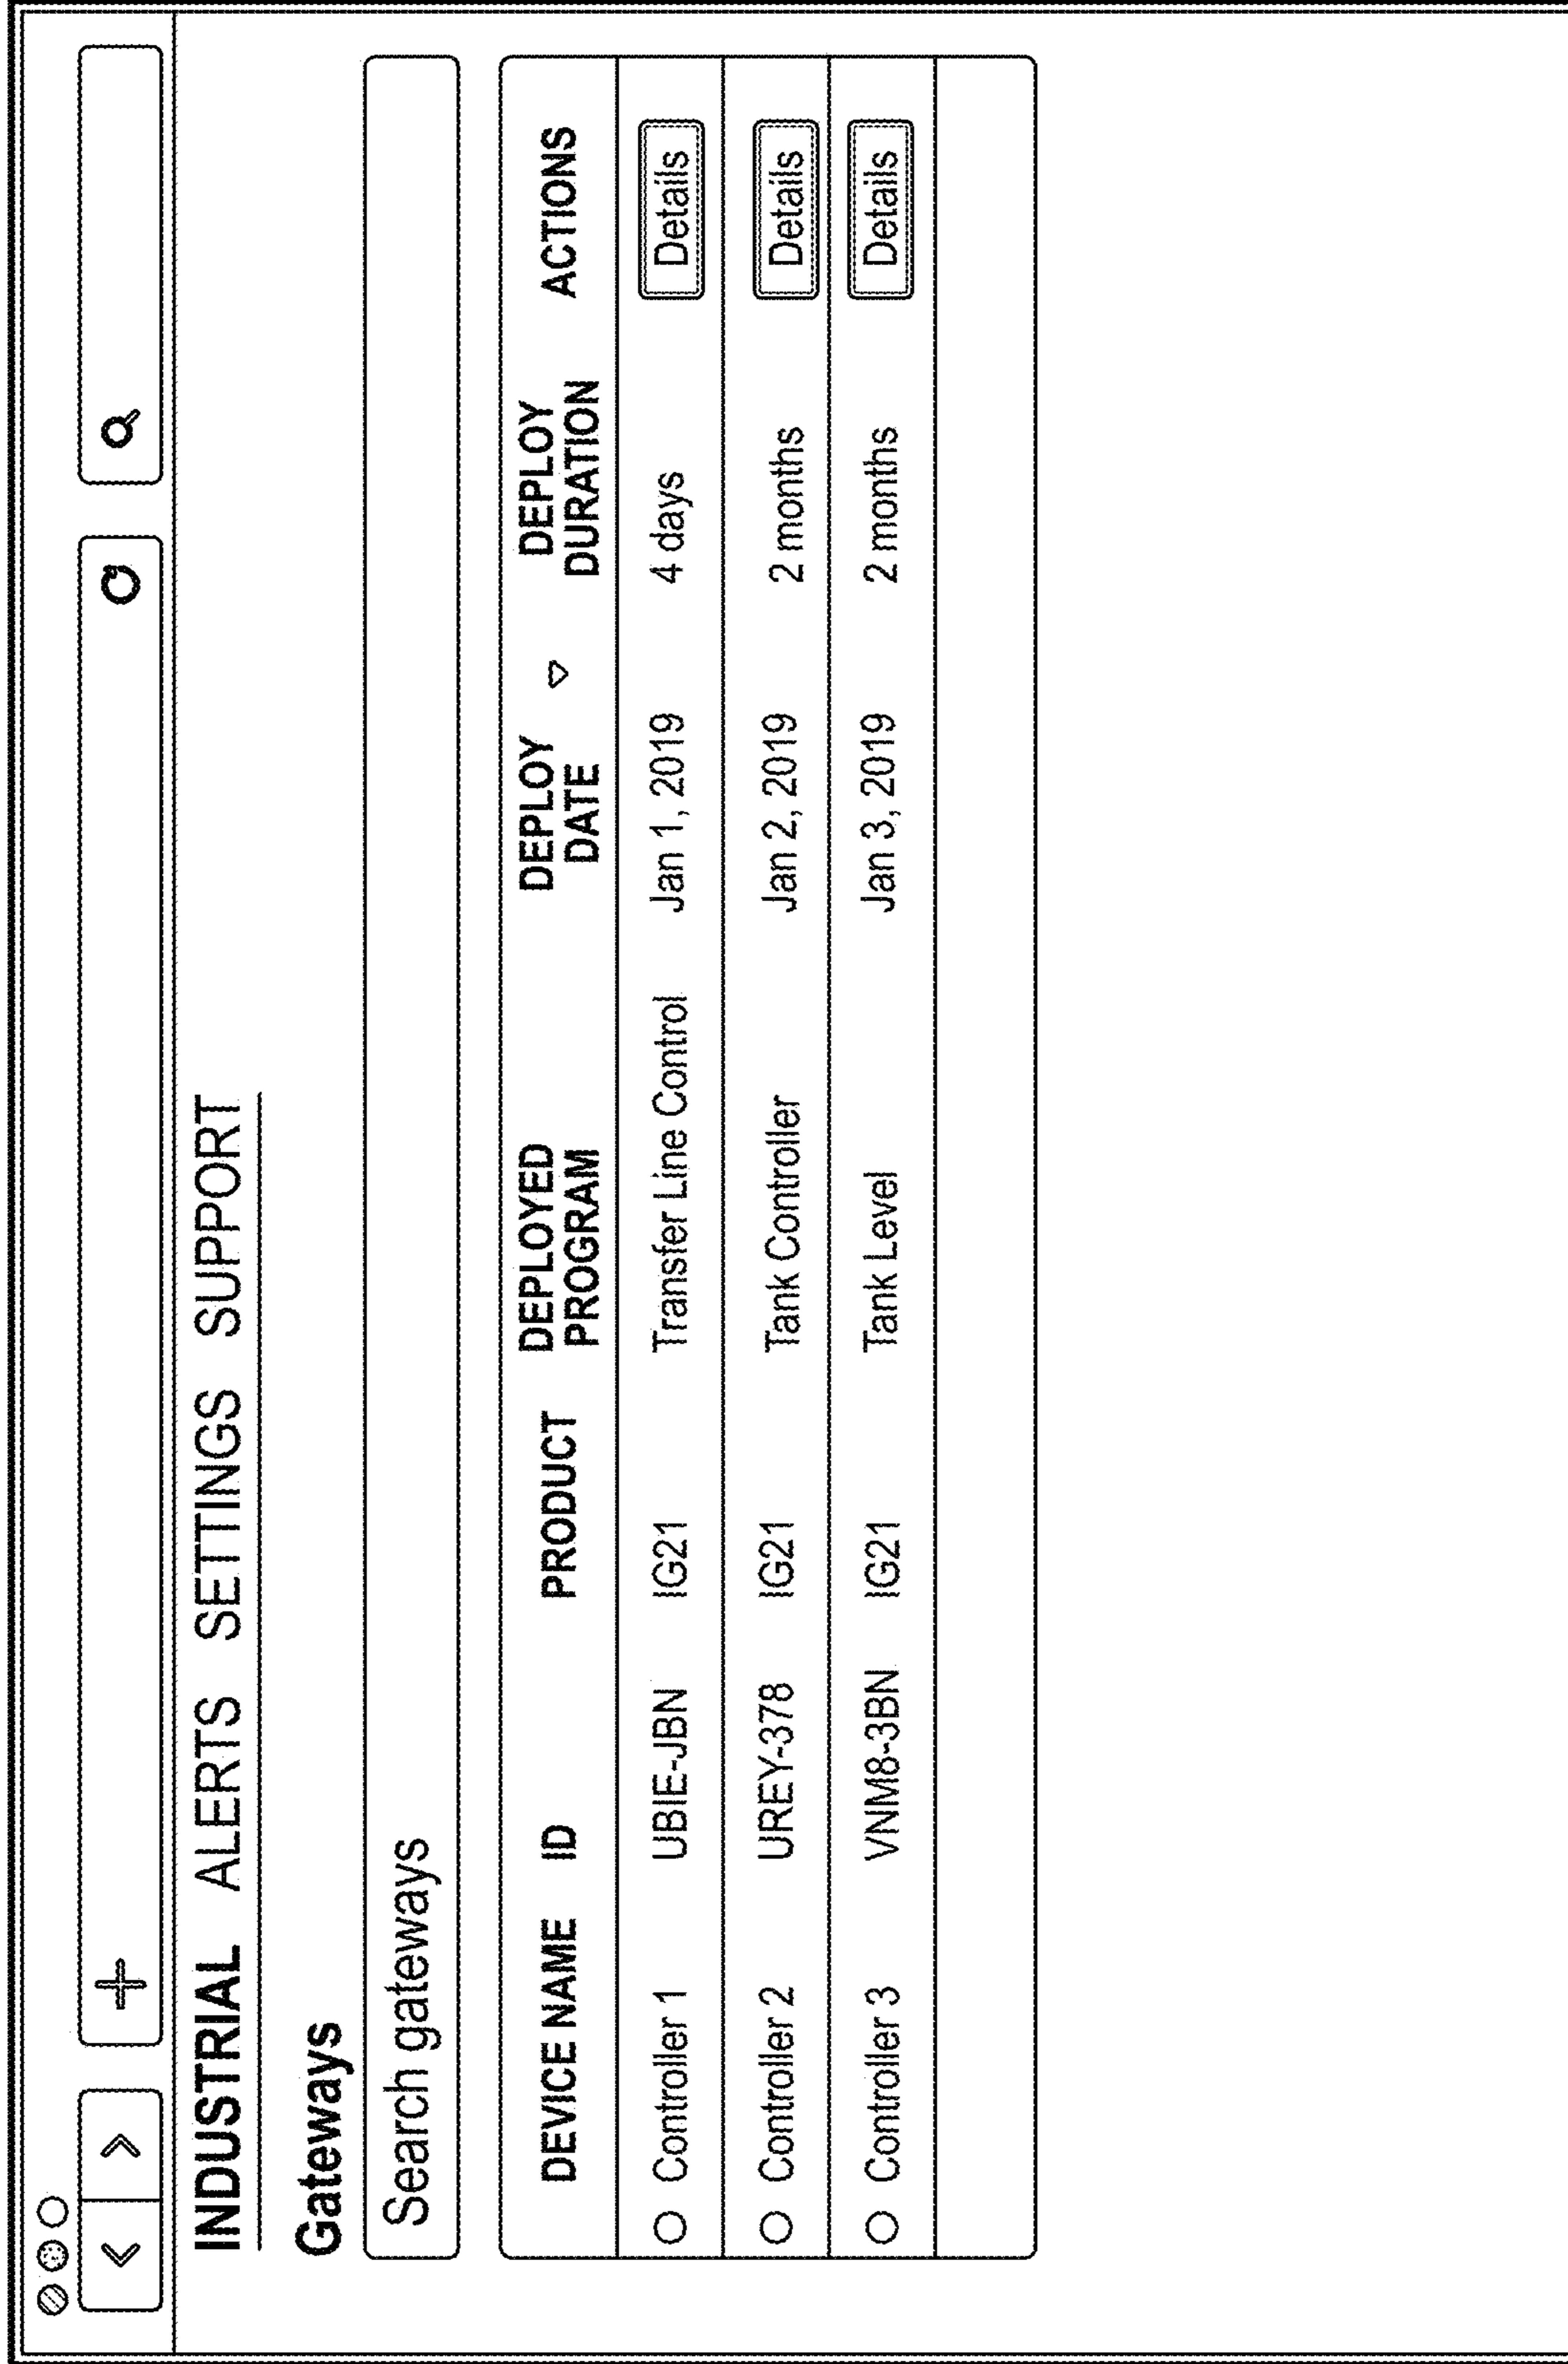 INDUSTRIAL ALERTS SETTINGS SUPPORT
Gateways
Search gateways
DEVICE NAME ID PRODUCT DEPLOYED PROGRAM DEPLOY DATE DEPLOY DURATION ACTIONS
Controller 1 UBIE-JBN IG21 Transfer Line Control Jan 1, 2019 4 days Details
Controller 2 UREY-378 IG21 Tank Controller Jan 2, 2019 2 months Details
Controller 3 VNM8-3BN IG21 Tank Level Jan 3, 2019 2 months Details